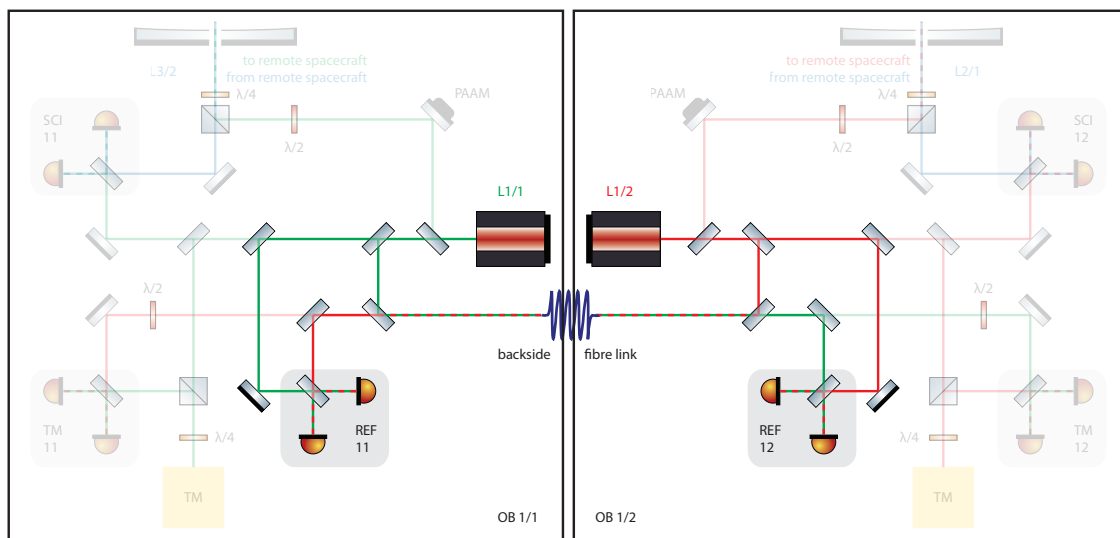 L3/2
to remote spacecraft
from remote spacecraft
λ/4
PAAM
SCI
11
λ/2
L1/1
λ/2
backside
TM
11
REF
11
λ/4
TM
OB 1/1
to remote spacecraft
from remote spacecraft
L2/1
PAAM
λ/4
SCI
12
λ/2
L1/2
λ/2
fibre link
REF
12
λ/4
TM
12
TM
OB 1/2